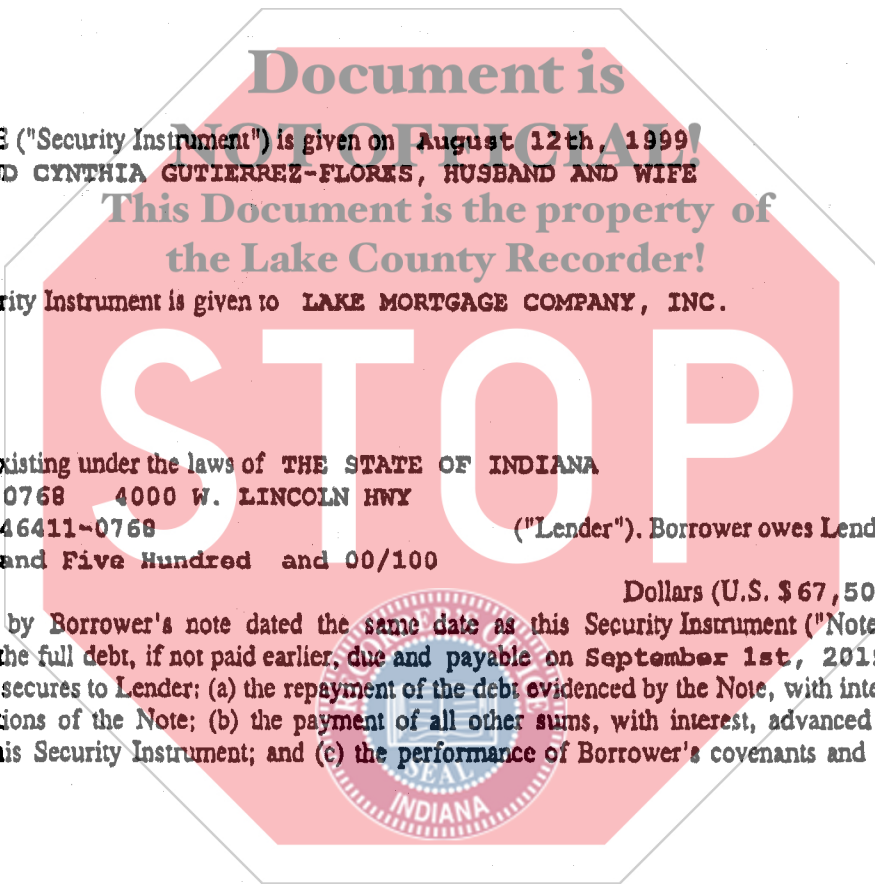 Document is
NOT OFFICIAL!
("Security Instrument") is given on August 12th, 1999
CYNTHIA GUTIERREZ-FLORES, HUSBAND AND WIFE
This Document is the property of
the Lake County Recorder!
rity Instrument is given to LAKE MORTGAGE COMPANY, INC.
STOP
xisting under the laws of THE STATE OF INDIANA
0768 4000 W. LINCOLN HWY
46411-0768 ("Lender"). Borrower owes Lend
and Five Hundred and 00/100
Dollars (U.S. $67,50
by Borrower's note dated the same date as this Security Instrument ("Note
the full debt, if not paid earlier, due and payable on September 1st, 201
secures to Lender: (a) the repayment of the debt evidenced by the Note, with inte
ions of the Note; (b) the payment of all other sums, with interest, advanced
is Security Instrument; and (c) the performance of Borrower's covenants and
SEAL
INDIANA